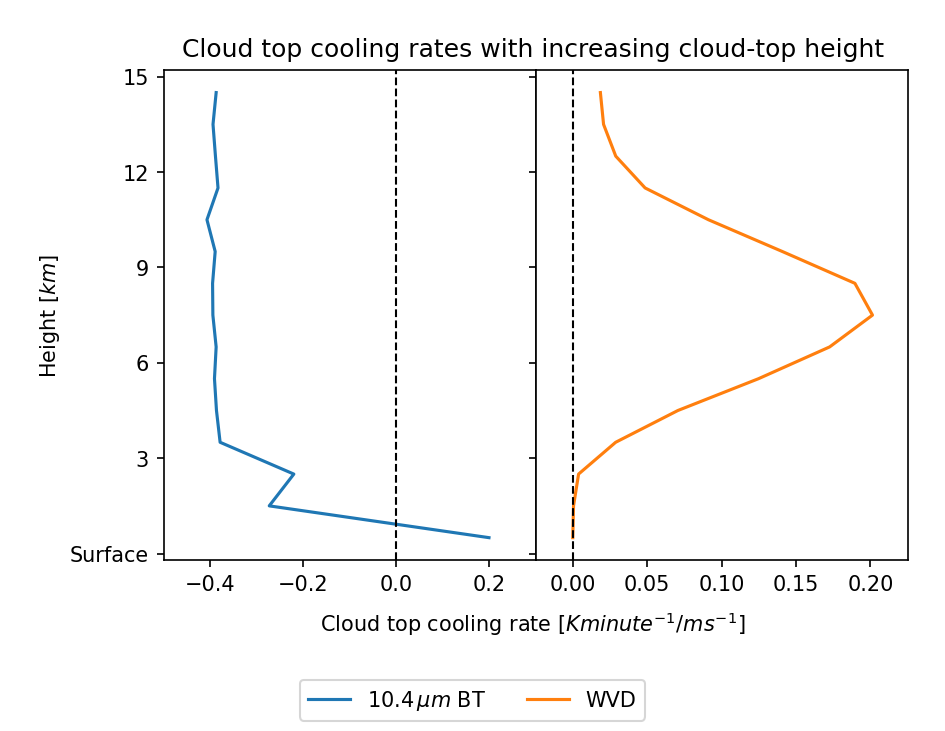 Cloud top cooling rates with increasing cloud-top height
15
12
9
6
3
Surface
Height [km]
−0.4 −0.2 0.0 0.2 0.00 0.05 0.10 0.15 0.20
Cloud top cooling rate [Kminute⁻¹/ms⁻¹]
10.4 μm BT WVD